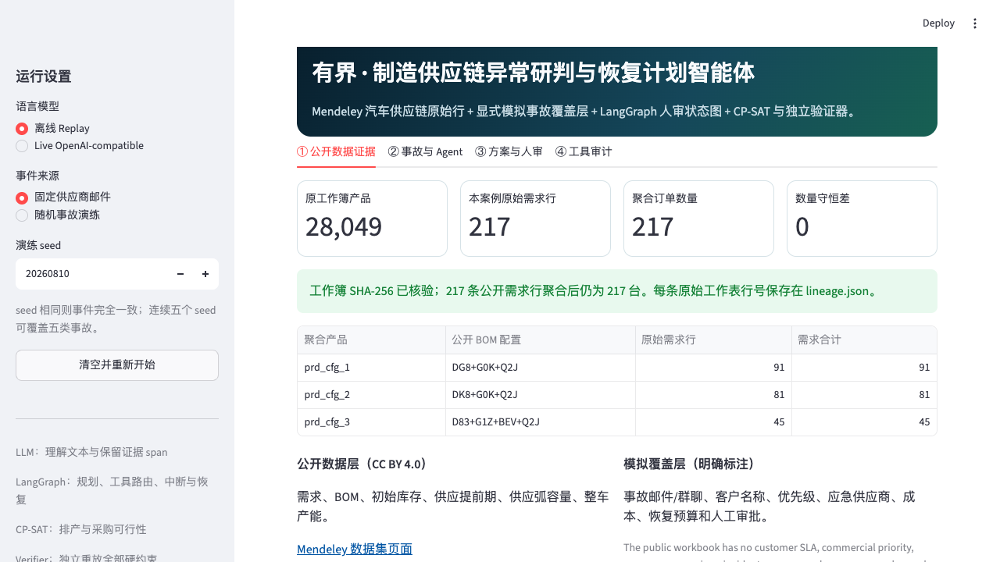 Deploy
运行设置
语言模型
离线 Replay
Live OpenAI-compatible
事件来源
固定供应商邮件
随机事故演练
演练 seed
20260810
seed 相同则事件完全一致；连续五个 seed
可覆盖五类事故。
清空并重新开始
LLM：理解文本与保留证据 span
LangGraph：规划、工具路由、中断与恢
复
CP-SAT：排产与采购可行性
Verifier：独立重放全部硬约束
有界 · 制造供应链异常研判与恢复计划智能体
Mendeley 汽车供应链原始行 + 显式模拟事故覆盖层 + LangGraph 人审状态图 + CP-SAT 与独立验证器。
① 公开数据证据 ② 事故与 Agent ③ 方案与人审 ④ 工具审计
原工作簿产品 本案例原始需求行 聚合订单数量 数量守恒差
28,049 217 217 0
工作簿 SHA-256 已核验；217 条公开需求行聚合后仍为 217 台。每条原始工作表行号保存在 lineage.json。
聚合产品 公开 BOM 配置 原始需求行 需求合计
prd_cfg_1 DG8+G0K+Q2J 91 91
prd_cfg_2 DK8+G0K+Q2J 81 81
prd_cfg_3 D83+G1Z+BEV+Q2J 45 45
公开数据层（CC BY 4.0）
需求、BOM、初始库存、供应提前期、供应弧容量、整车
产能。
Mendeley 数据集页面
模拟覆盖层（明确标注）
事故邮件/群聊、客户名称、优先级、应急供应商、成
本、恢复预算和人工审批。
The public workbook has no customer SLA, commercial priority,